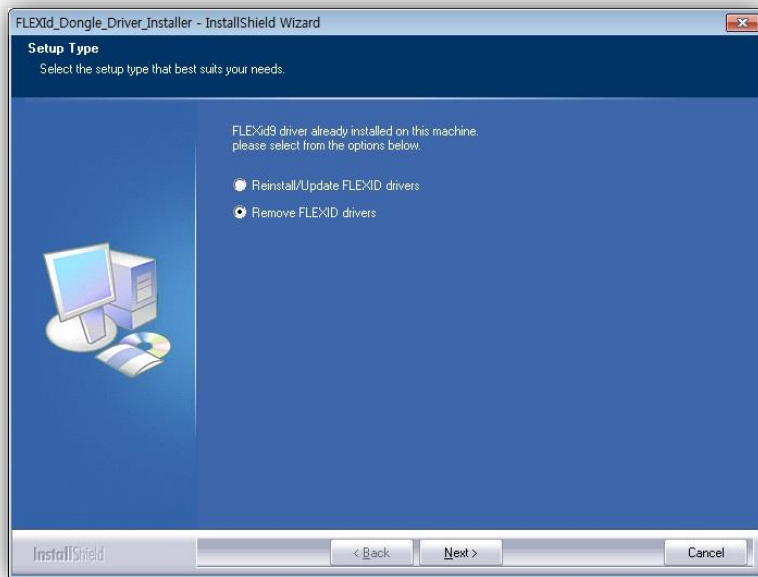 FLEXId_Dongle_Driver_Installer - InstallShield Wizard
Setup Type
Select the setup type that best suits your needs.
FLEXid9 driver already installed on this machine.
please select from the options below.
Reinstall/Update FLEXID drivers
Remove FLEXID drivers
InstallShield
< Back
Next >
Cancel